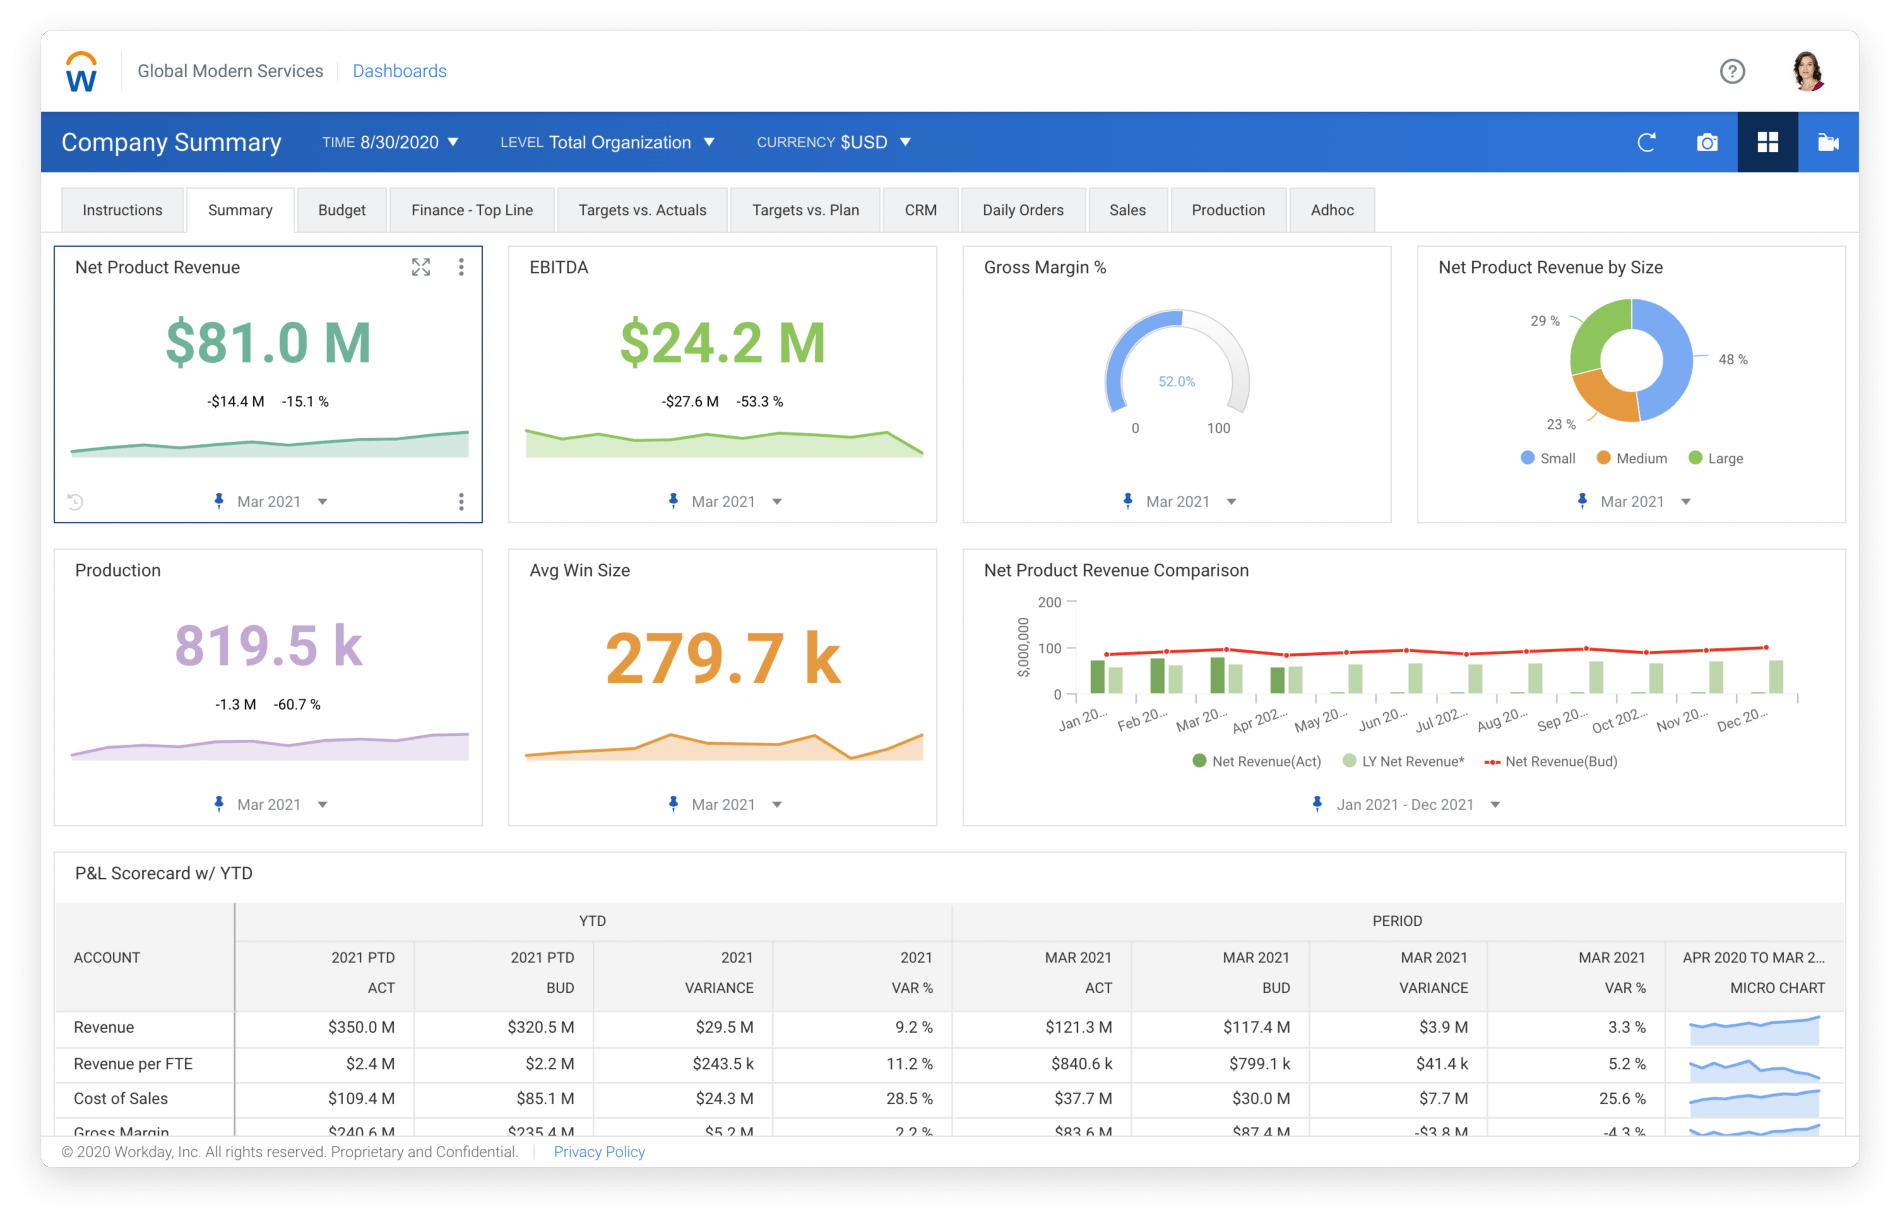 W
Global Modern Services
Dashboards
Company Summary
TIME 8/30/2020
LEVEL Total Organization
CURRENCY $USD
Instructions
Summary
Budget
Finance - Top Line
Targets vs. Actuals
Targets vs. Plan
CRM
Daily Orders
Sales
Production
Adhoc
Net Product Revenue
$81.0 M
-$14.4 M -15.1 %
Mar 2021
EBITDA
$24.2 M
-$27.6 M -53.3 %
Mar 2021
Gross Margin %
52.0%
0 100
Mar 2021
Net Product Revenue by Size
29 %
48 %
23 %
Small Medium Large
Mar 2021
Production
819.5 k
-1.3 M -60.7 %
Mar 2021
Avg Win Size
279.7 k
Mar 2021
Net Product Revenue Comparison
$,000,000
200
100
0
Jan 20... Feb 20... Mar 20... Apr 202... May 20... Jun 20... Jul 202... Aug 20... Sep 20... Oct 202... Nov 20... Dec 20...
Net Revenue(Act) LY Net Revenue* Net Revenue(Bud)
Jan 2021 - Dec 2021
P&L Scorecard w/ YTD
YTD PERIOD
ACCOUNT 2021 PTD 2021 PTD 2021 2021 MAR 2021 MAR 2021 MAR 2021 MAR 2021 APR 2020 TO MAR 2...
ACT BUD VARIANCE VAR % ACT BUD VARIANCE VAR % MICRO CHART
Revenue $350.0 M $320.5 M $29.5 M 9.2 % $121.3 M $117.4 M $3.9 M 3.3 %
Revenue per FTE $2.4 M $2.2 M $243.5 k 11.2 % $840.6 k $799.1 k $41.4 k 5.2 %
Cost of Sales $109.4 M $85.1 M $24.3 M 28.5 % $37.7 M $30.0 M $7.7 M 25.6 %
Gross Margin $240.6 M $235.4 M $5.2 M 2.2 % $83.6 M $87.4 M -$3.8 M -4.3 %
© 2020 Workday, Inc. All rights reserved. Proprietary and Confidential.
Privacy Policy